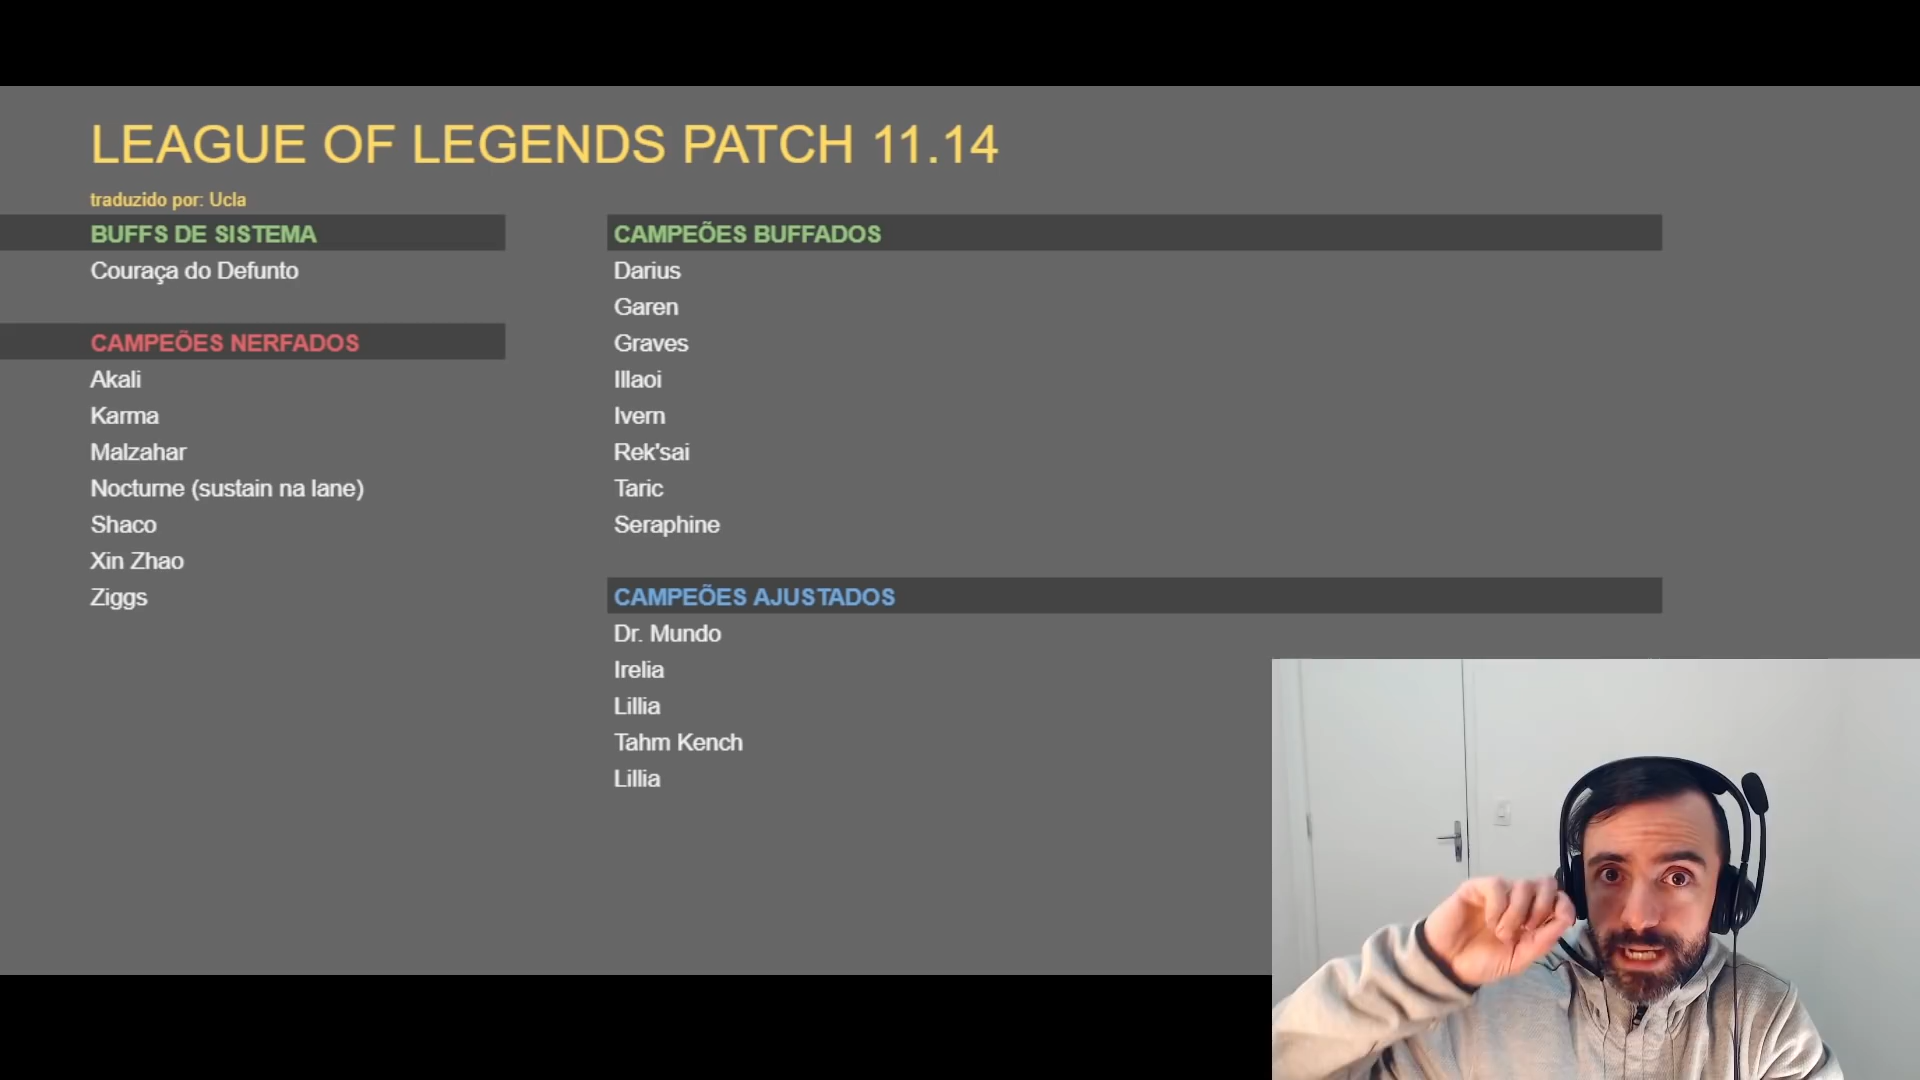 LEAGUE OF LEGENDS PATCH 11.14
traduzido por: Ucla
BUFFS DE SISTEMA
Couraça do Defunto
CAMPEÕES NERFADOS
Akali
Karma
Malzahar
Nocturne (sustain na lane)
Shaco
Xin Zhao
Ziggs
CAMPEÕES BUFFADOS
Darius
Garen
Graves
Illaoi
Ivern
Rek'sai
Taric
Seraphine
CAMPEÕES AJUSTADOS
Dr. Mundo
Irelia
Lillia
Tahm Kench
Lillia